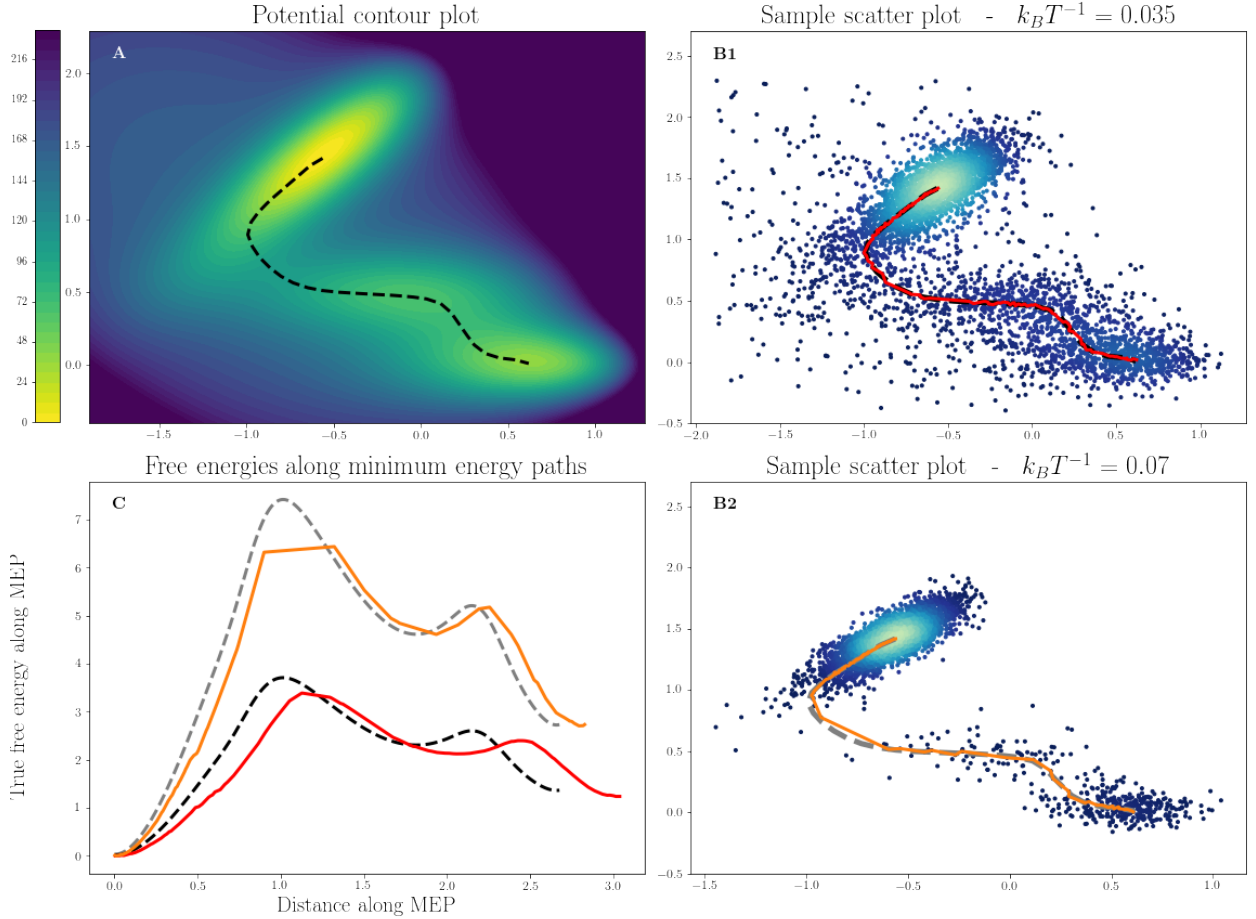 Potential contour plot
A
216
192
168
144
120
96
72
48
24
0
2.0
1.5
1.0
0.5
0.0
−1.5 −1.0 −0.5 0.0 0.5 1.0
Sample scatter plot - k_BT^{−1} = 0.035
B1
2.5
2.0
1.5
1.0
0.5
0.0
−0.5
−2.0 −1.5 −1.0 −0.5 0.0 0.5 1.0
Free energies along minimum energy paths
C
True free energy along MEP
7
6
5
4
3
2
1
0
0.0 0.5 1.0 1.5 2.0 2.5 3.0
Distance along MEP
Sample scatter plot - k_BT^{−1} = 0.07
B2
2.5
2.0
1.5
1.0
0.5
0.0
−0.5
−1.5 −1.0 −0.5 0.0 0.5 1.0